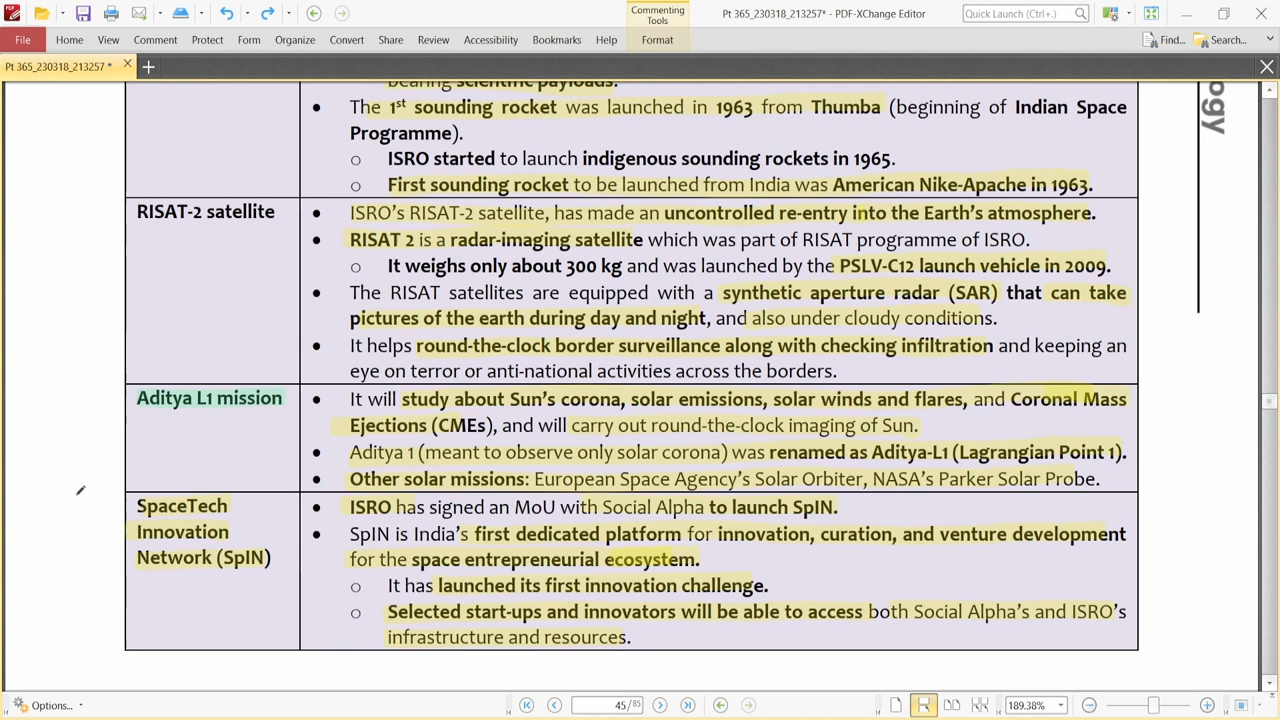 Commenting
Tools
Pt 365_230318_213257* - PDF-XChange Editor
Quick Launch (Ctrl+.)
File Home View Comment Protect Form Organize Convert Share Review Accessibility Bookmarks Help Format
Find...
Search...
Pt 365_230318_213257 *
bearing scientific payloads.
• The 1st sounding rocket was launched in 1963 from Thumba (beginning of Indian Space
Programme).
o ISRO started to launch indigenous sounding rockets in 1965.
o First sounding rocket to be launched from India was American Nike-Apache in 1963.
ogy
RISAT-2 satellite
• ISRO's RISAT-2 satellite, has made an uncontrolled re-entry into the Earth's atmosphere.
• RISAT 2 is a radar-imaging satellite which was part of RISAT programme of ISRO.
o It weighs only about 300 kg and was launched by the PSLV-C12 launch vehicle in 2009.
• The RISAT satellites are equipped with a synthetic aperture radar (SAR) that can take
pictures of the earth during day and night, and also under cloudy conditions.
• It helps round-the-clock border surveillance along with checking infiltration and keeping an
eye on terror or anti-national activities across the borders.
Aditya L1 mission
• It will study about Sun's corona, solar emissions, solar winds and flares, and Coronal Mass
Ejections (CMEs), and will carry out round-the-clock imaging of Sun.
• Aditya 1 (meant to observe only solar corona) was renamed as Aditya-L1 (Lagrangian Point 1).
• Other solar missions: European Space Agency's Solar Orbiter, NASA's Parker Solar Probe.
SpaceTech
Innovation
Network (SpIN)
• ISRO has signed an MoU with Social Alpha to launch SpIN.
• SpIN is India's first dedicated platform for innovation, curation, and venture development
for the space entrepreneurial ecosystem.
o It has launched its first innovation challenge.
o Selected start-ups and innovators will be able to access both Social Alpha's and ISRO's
infrastructure and resources.
Options...
45 / 85
189.38%